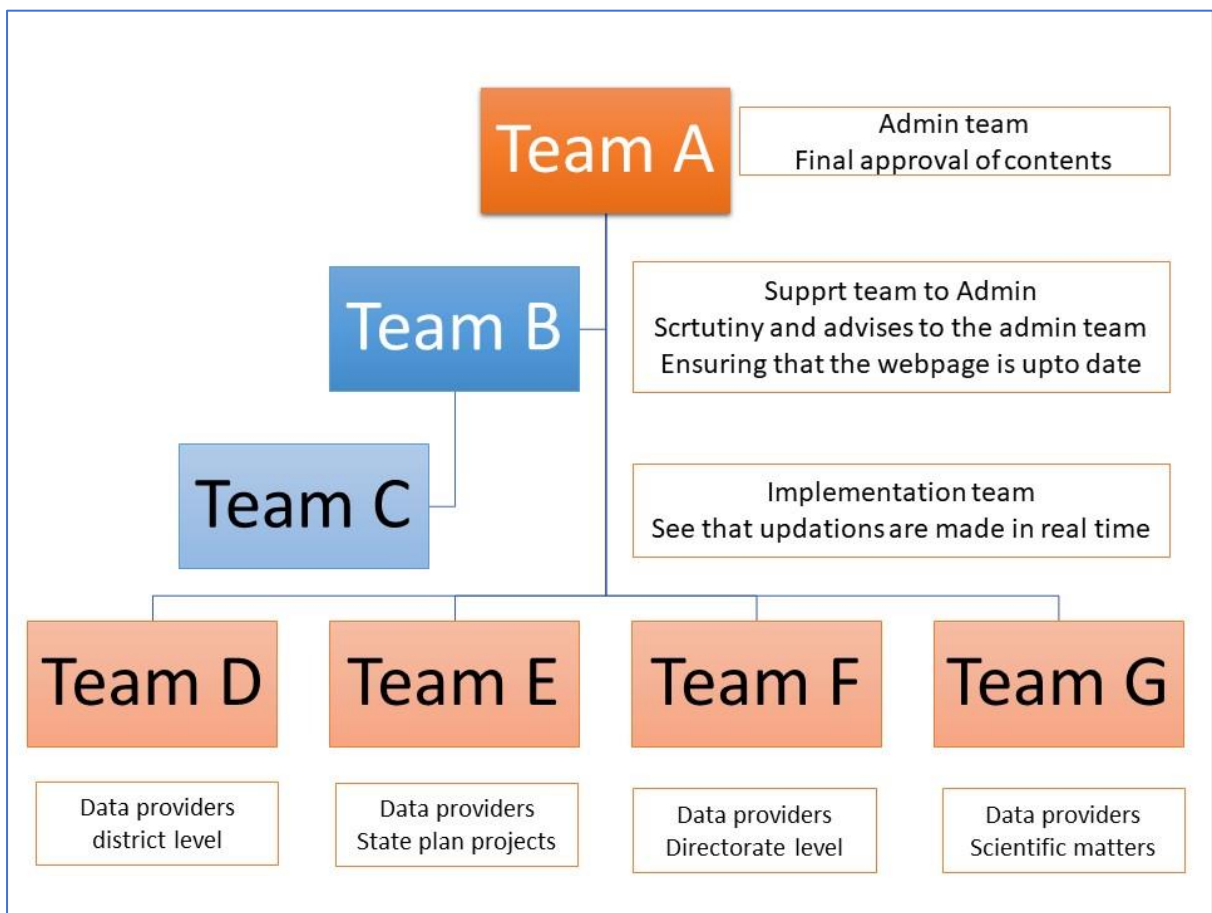 Team A
Admin team
Final approval of contents
Team B
Supprt team to Admin
Scrtutiny and advises to the admin team
Ensuring that the webpage is upto date
Team C
Implementation team
See that updations are made in real time
Team D
Team E
Team F
Team G
Data providers
district level
Data providers
State plan projects
Data providers
Directorate level
Data providers
Scientific matters